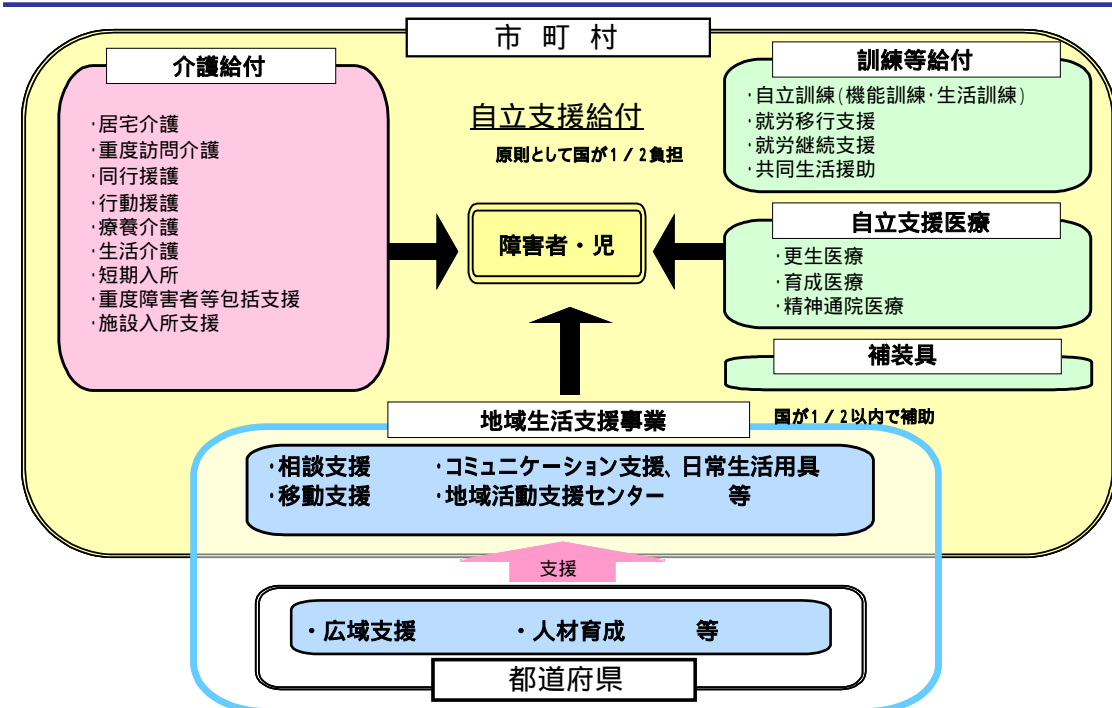 市 町 村
介護給付
・居宅介護
・重度訪問介護
・同行援護
・行動援護
・療養介護
・生活介護
・短期入所
・重度障害者等包括支援
・施設入所支援
自立支援給付
原則として国が1/2負担
障害者・児
訓練等給付
・自立訓練(機能訓練・生活訓練)
・就労移行支援
・就労継続支援
・共同生活援助
自立支援医療
・更生医療
・育成医療
・精神通院医療
補装具
地域生活支援事業
国が1/2以内で補助
・相談支援 ・コミュニケーション支援、日常生活用具
・移動支援 ・地域活動支援センター 等
支援
・広域支援 ・人材育成 等
都道府県